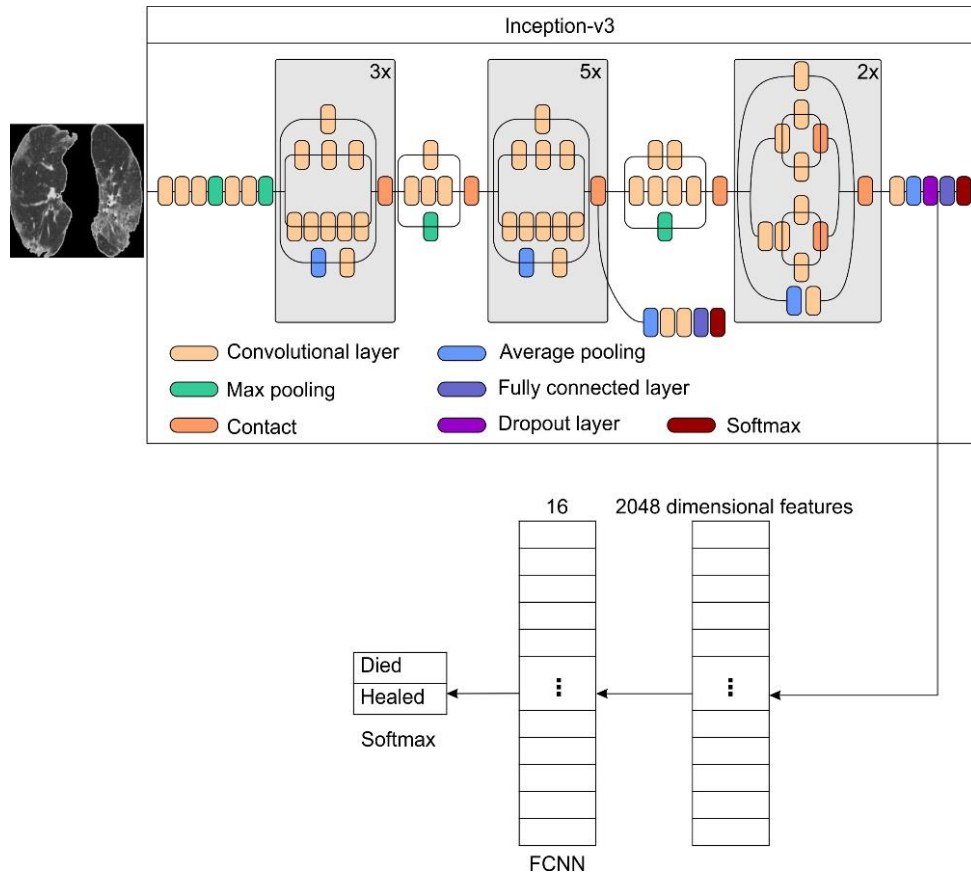 Inception-v3
3x
5x
2x
Convolutional layer
Average pooling
Max pooling
Fully connected layer
Contact
Dropout layer
Softmax
16
2048 dimensional features
...
...
Died
Healed
Softmax
FCNN